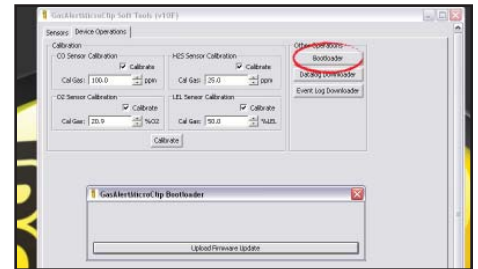 GasAlertMicroClip Soft Tools (v10F)
Sensors Device Operations
Calibration
CO Sensor Calibration
Calibrate
Cal Gas: 100.0 ppm
H2S Sensor Calibration
Calibrate
Cal Gas: 25.0 ppm
O2 Sensor Calibration
Calibrate
Cal Gas: 20.9 %O2
LEL Sensor Calibration
Calibrate
Cal Gas: 50.0 %LEL
Calibrate
Other Operations
Bootloader
Datalog Downloader
Event Log Downloader
GasAlertMicroClip Bootloader
Upload Firmware Update